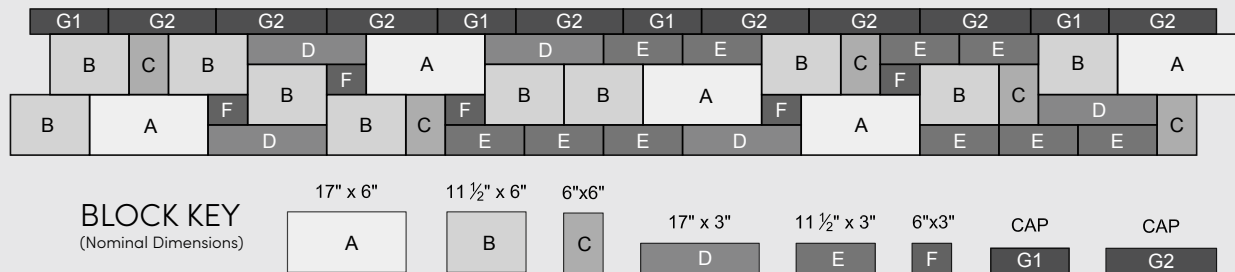 G1 G2 G2 G2 G1 G2 G1 G2 G2 G2 G1 G2
B C B D A D E E B C E E B A
B F B B A F B C
B A F B C F F A D C
D E E E D E E E
BLOCK KEY
(Nominal Dimensions)
17" x 6" 11 ½" x 6" 6"x6" 17" x 3" 11 ½" x 3" 6"x3" CAP CAP
A B C D E F G1 G2